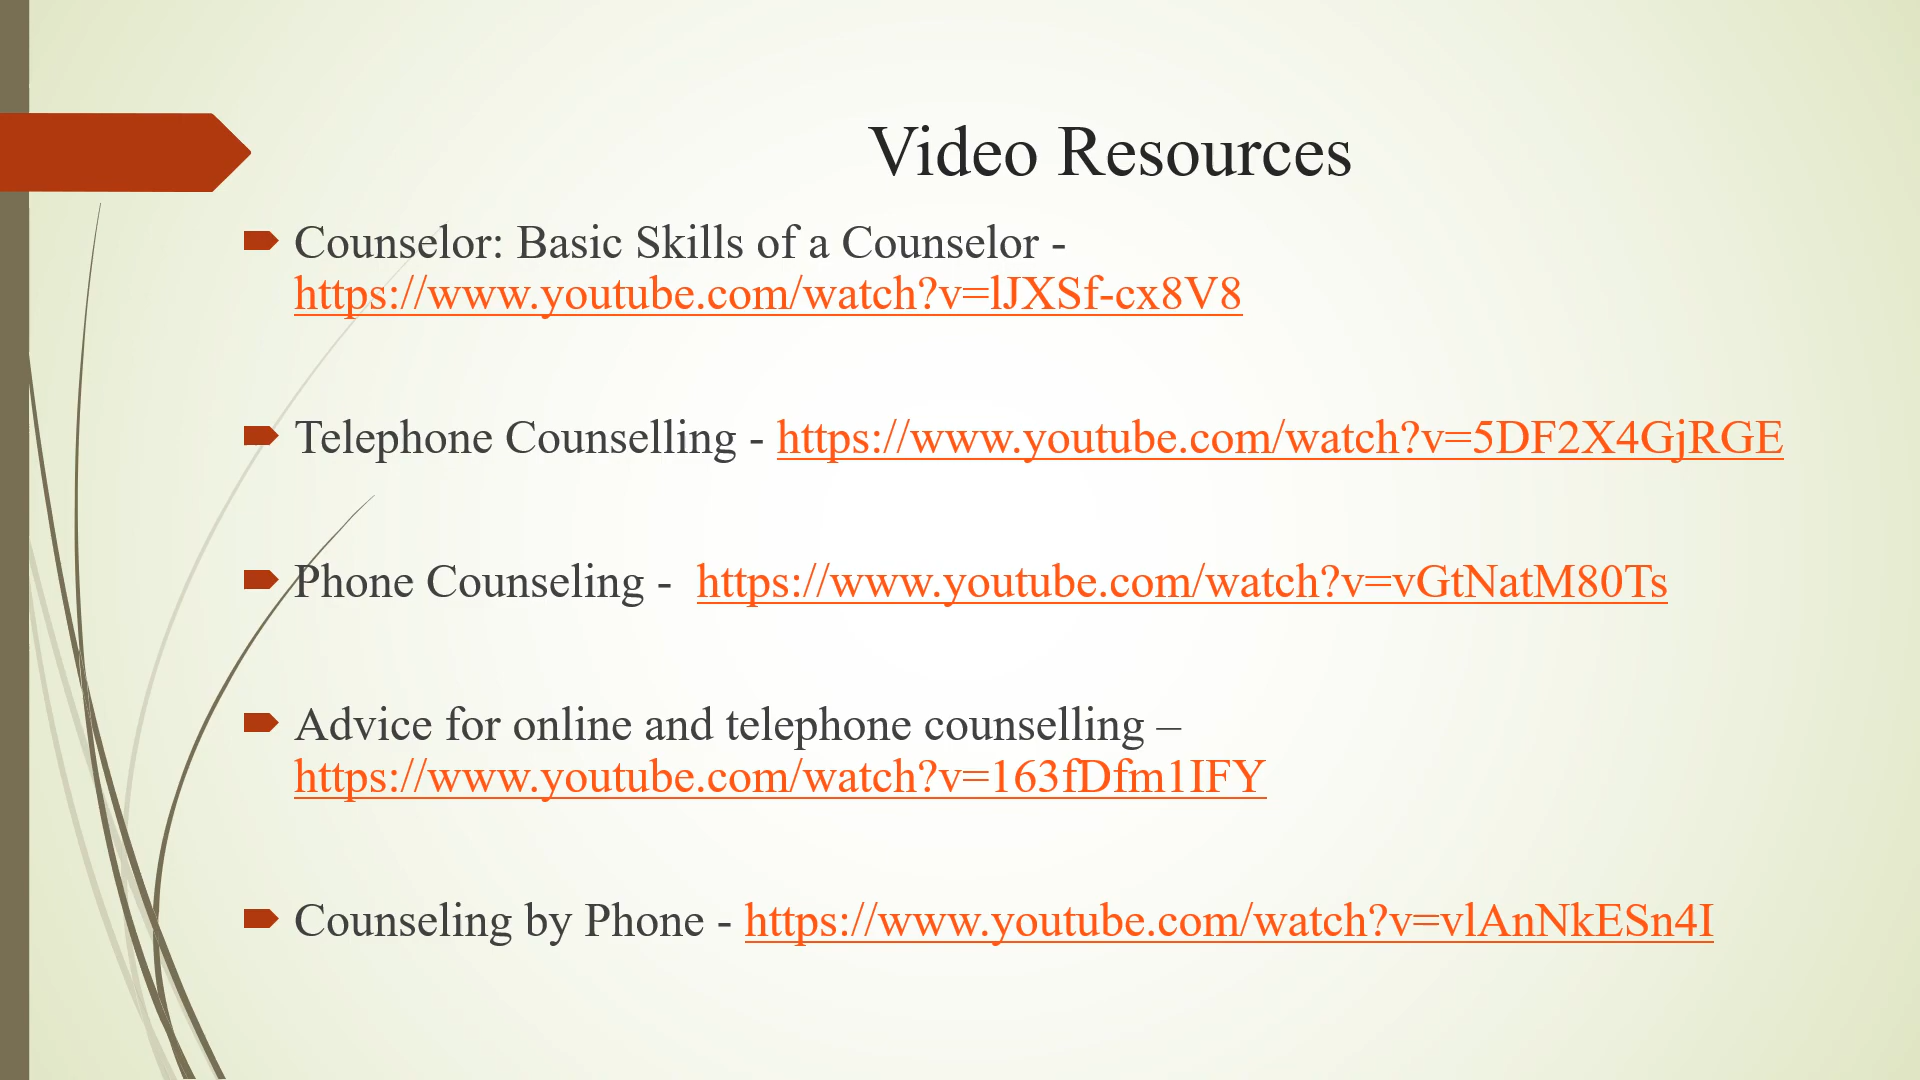 Video Resources
Counselor: Basic Skills of a Counselor -
https://www.youtube.com/watch?v=lJXSf-cx8V8
Telephone Counselling - https://www.youtube.com/watch?v=5DF2X4GjRGE
Phone Counseling -  https://www.youtube.com/watch?v=vGtNatM80Ts
Advice for online and telephone counselling –
https://www.youtube.com/watch?v=163fDfm1IFY
Counseling by Phone - https://www.youtube.com/watch?v=vlAnNkESn4I